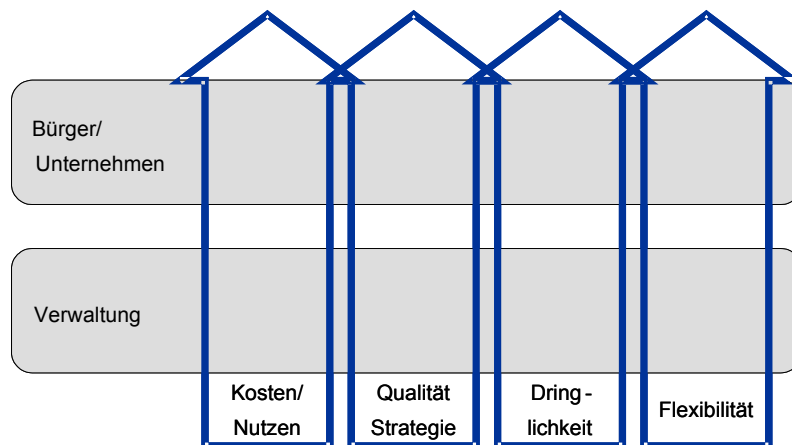 Bürger/
Unternehmen
Verwaltung
Kosten/
Nutzen
Qualität
Strategie
Dring -
lichkeit
Flexibilität